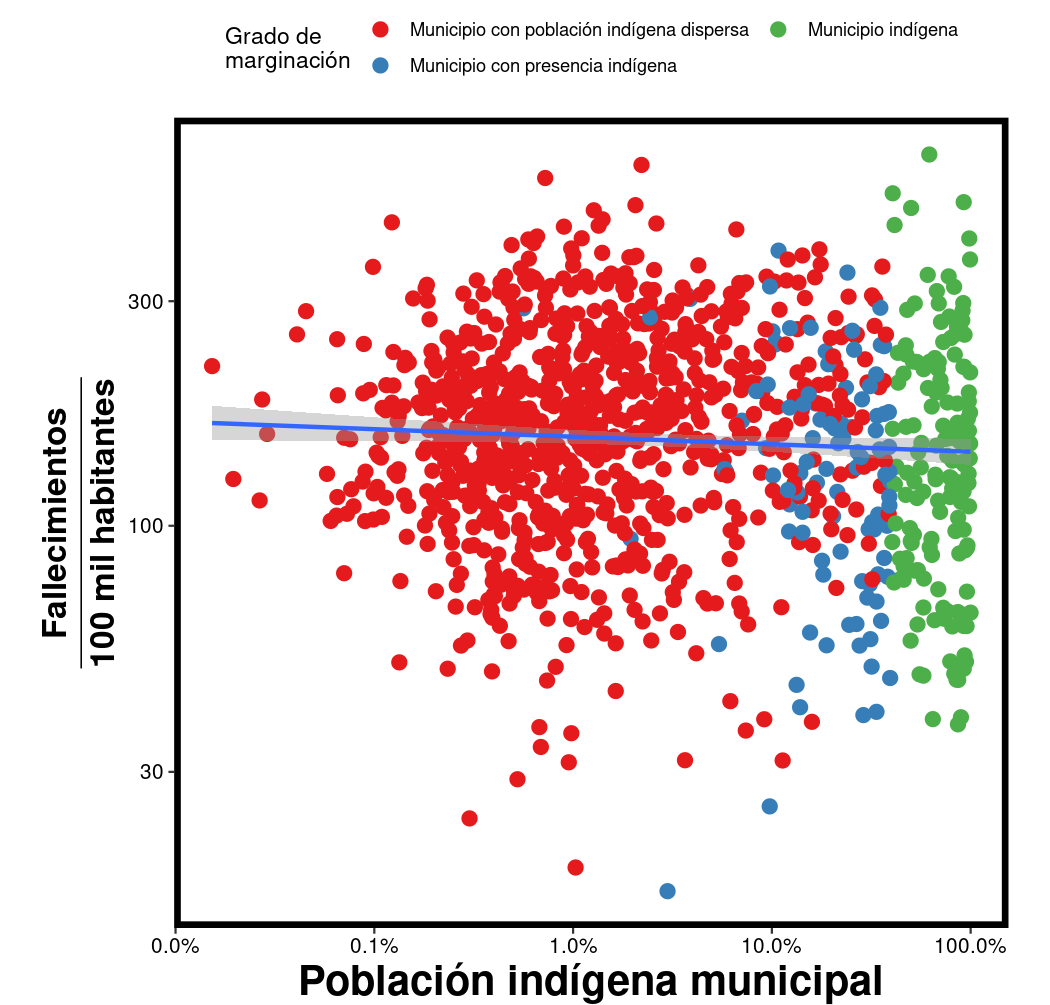 Grado de
marginación
Municipio con población indígena dispersa
Municipio indígena
Municipio con presencia indígena
Fallecimientos
100 mil habitantes
300
100
30
0.0%
0.1%
1.0%
10.0%
100.0%
Población indígena municipal